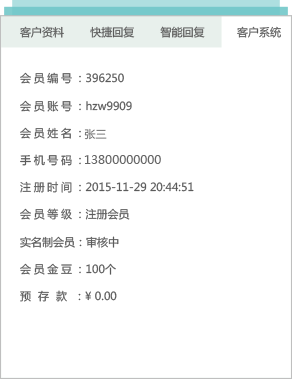 客户资料 快捷回复 智能回复 客户系统
会员编号：396250
会员账号：hzw9909
会员姓名：张三
手机号码：13800000000
注册时间：2015-11-29 20:44:51
会员等级：注册会员
实名制会员：审核中
会员金豆：100个
预存款：¥ 0.00